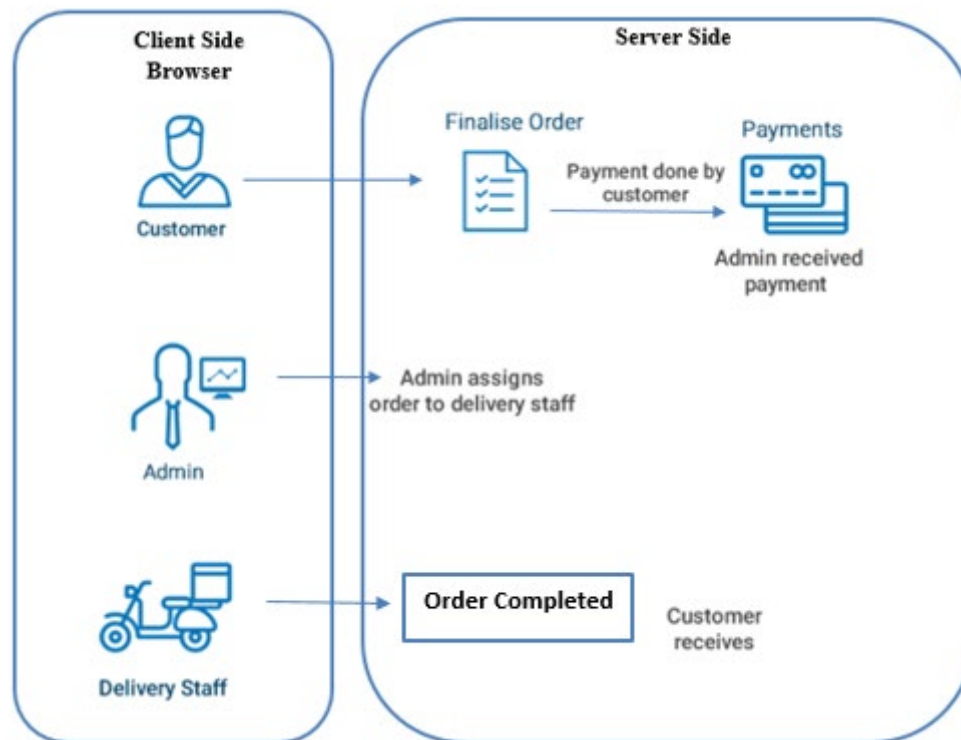 Client Side
Browser
Server Side
Finalise Order
Payments
Payment done by
customer
Customer
Admin received
payment
Admin assigns
order to delivery staff
Admin
Order Completed
Customer
receives
Delivery Staff